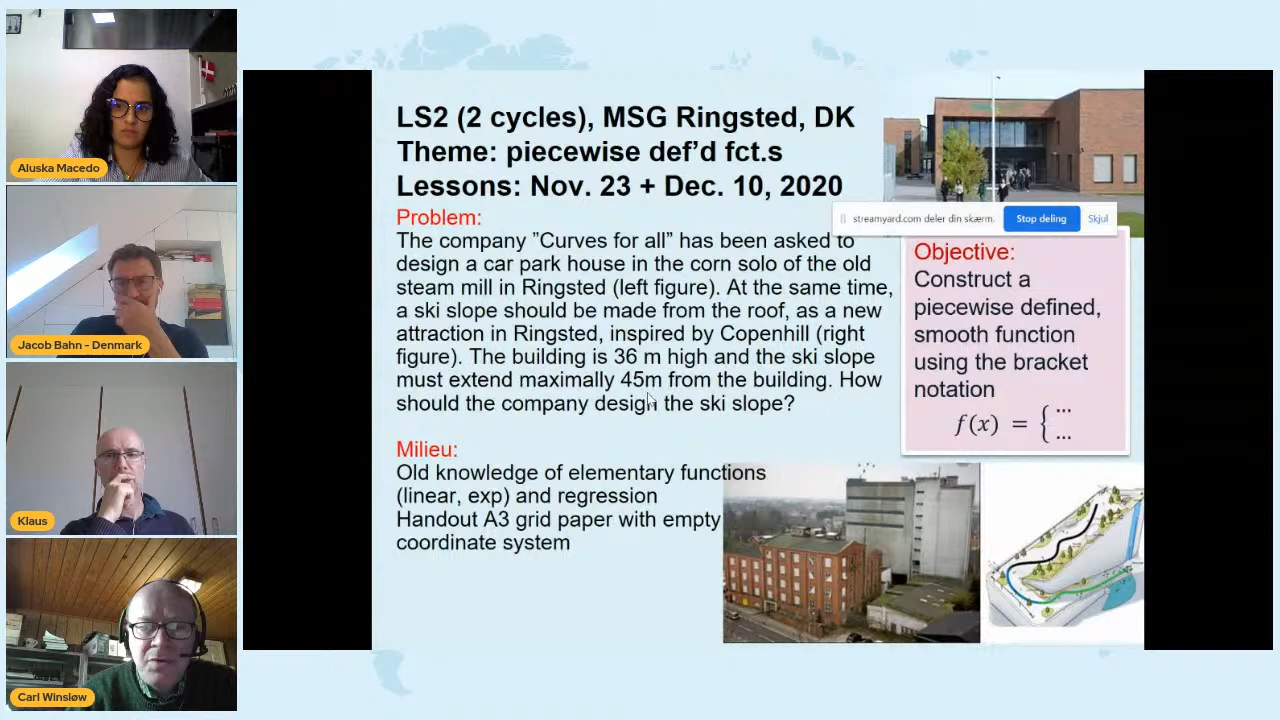 Aluska Macedo
Jacob Bahn - Denmark
Klaus
Carl Winsløw
LS2 (2 cycles), MSG Ringsted, DK
Theme: piecewise def’d fct.s
Lessons: Nov. 23 + Dec. 10, 2020
Problem:
The company ”Curves for all” has been asked to
design a car park house in the corn solo of the old
steam mill in Ringsted (left figure). At the same time,
a ski slope should be made from the roof, as a new
attraction in Ringsted, inspired by Copenhill (right
figure). The building is 36 m high and the ski slope
must extend maximally 45m from the building. How
should the company design the ski slope?
Milieu:
Old knowledge of elementary functions
(linear, exp) and regression
Handout A3 grid paper with empty
coordinate system
streamyard.com deler din skærm.
Stop deling
Skjul
Objective:
Construct a
piecewise defined,
smooth function
using the bracket
notation
f(x) = { ...
...